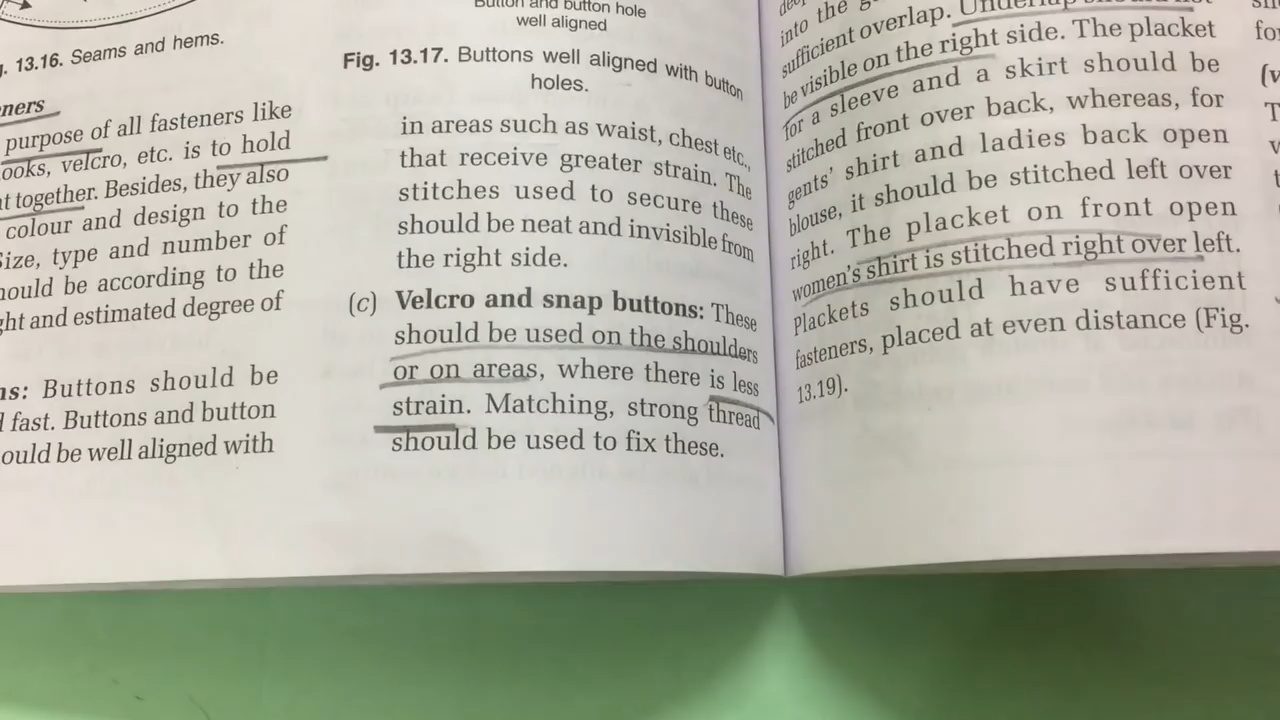 13.16. Seams and hems.
purpose of all fasteners like
velcro, etc. is to hold
together. Besides, they also
colour and design to the
type and number of
according to the
and estimated degree of
Buttons should be
fast. Buttons and button
be well aligned with
Button and button hole
well aligned
Fig. 13.17. Buttons well aligned with button
holes.
in areas such as waist, chest etc.,
that receive greater strain. The
stitches used to secure these
should be neat and invisible from
the right side.
(c) Velcro and snap buttons: These
should be used on the shoulders
or on areas, where there is less
strain. Matching, strong thread
should be used to fix these.
into the
sufficient overlap.
be visible on the right side. The placket
for a sleeve and a skirt should be
stitched front over back, whereas, for
gents' shirt and ladies back open
blouse, it should be stitched left over
right. The placket on front open
women's shirt is stitched right over left.
Plackets should have sufficient
fasteners, placed at even distance (Fig.
13.19).